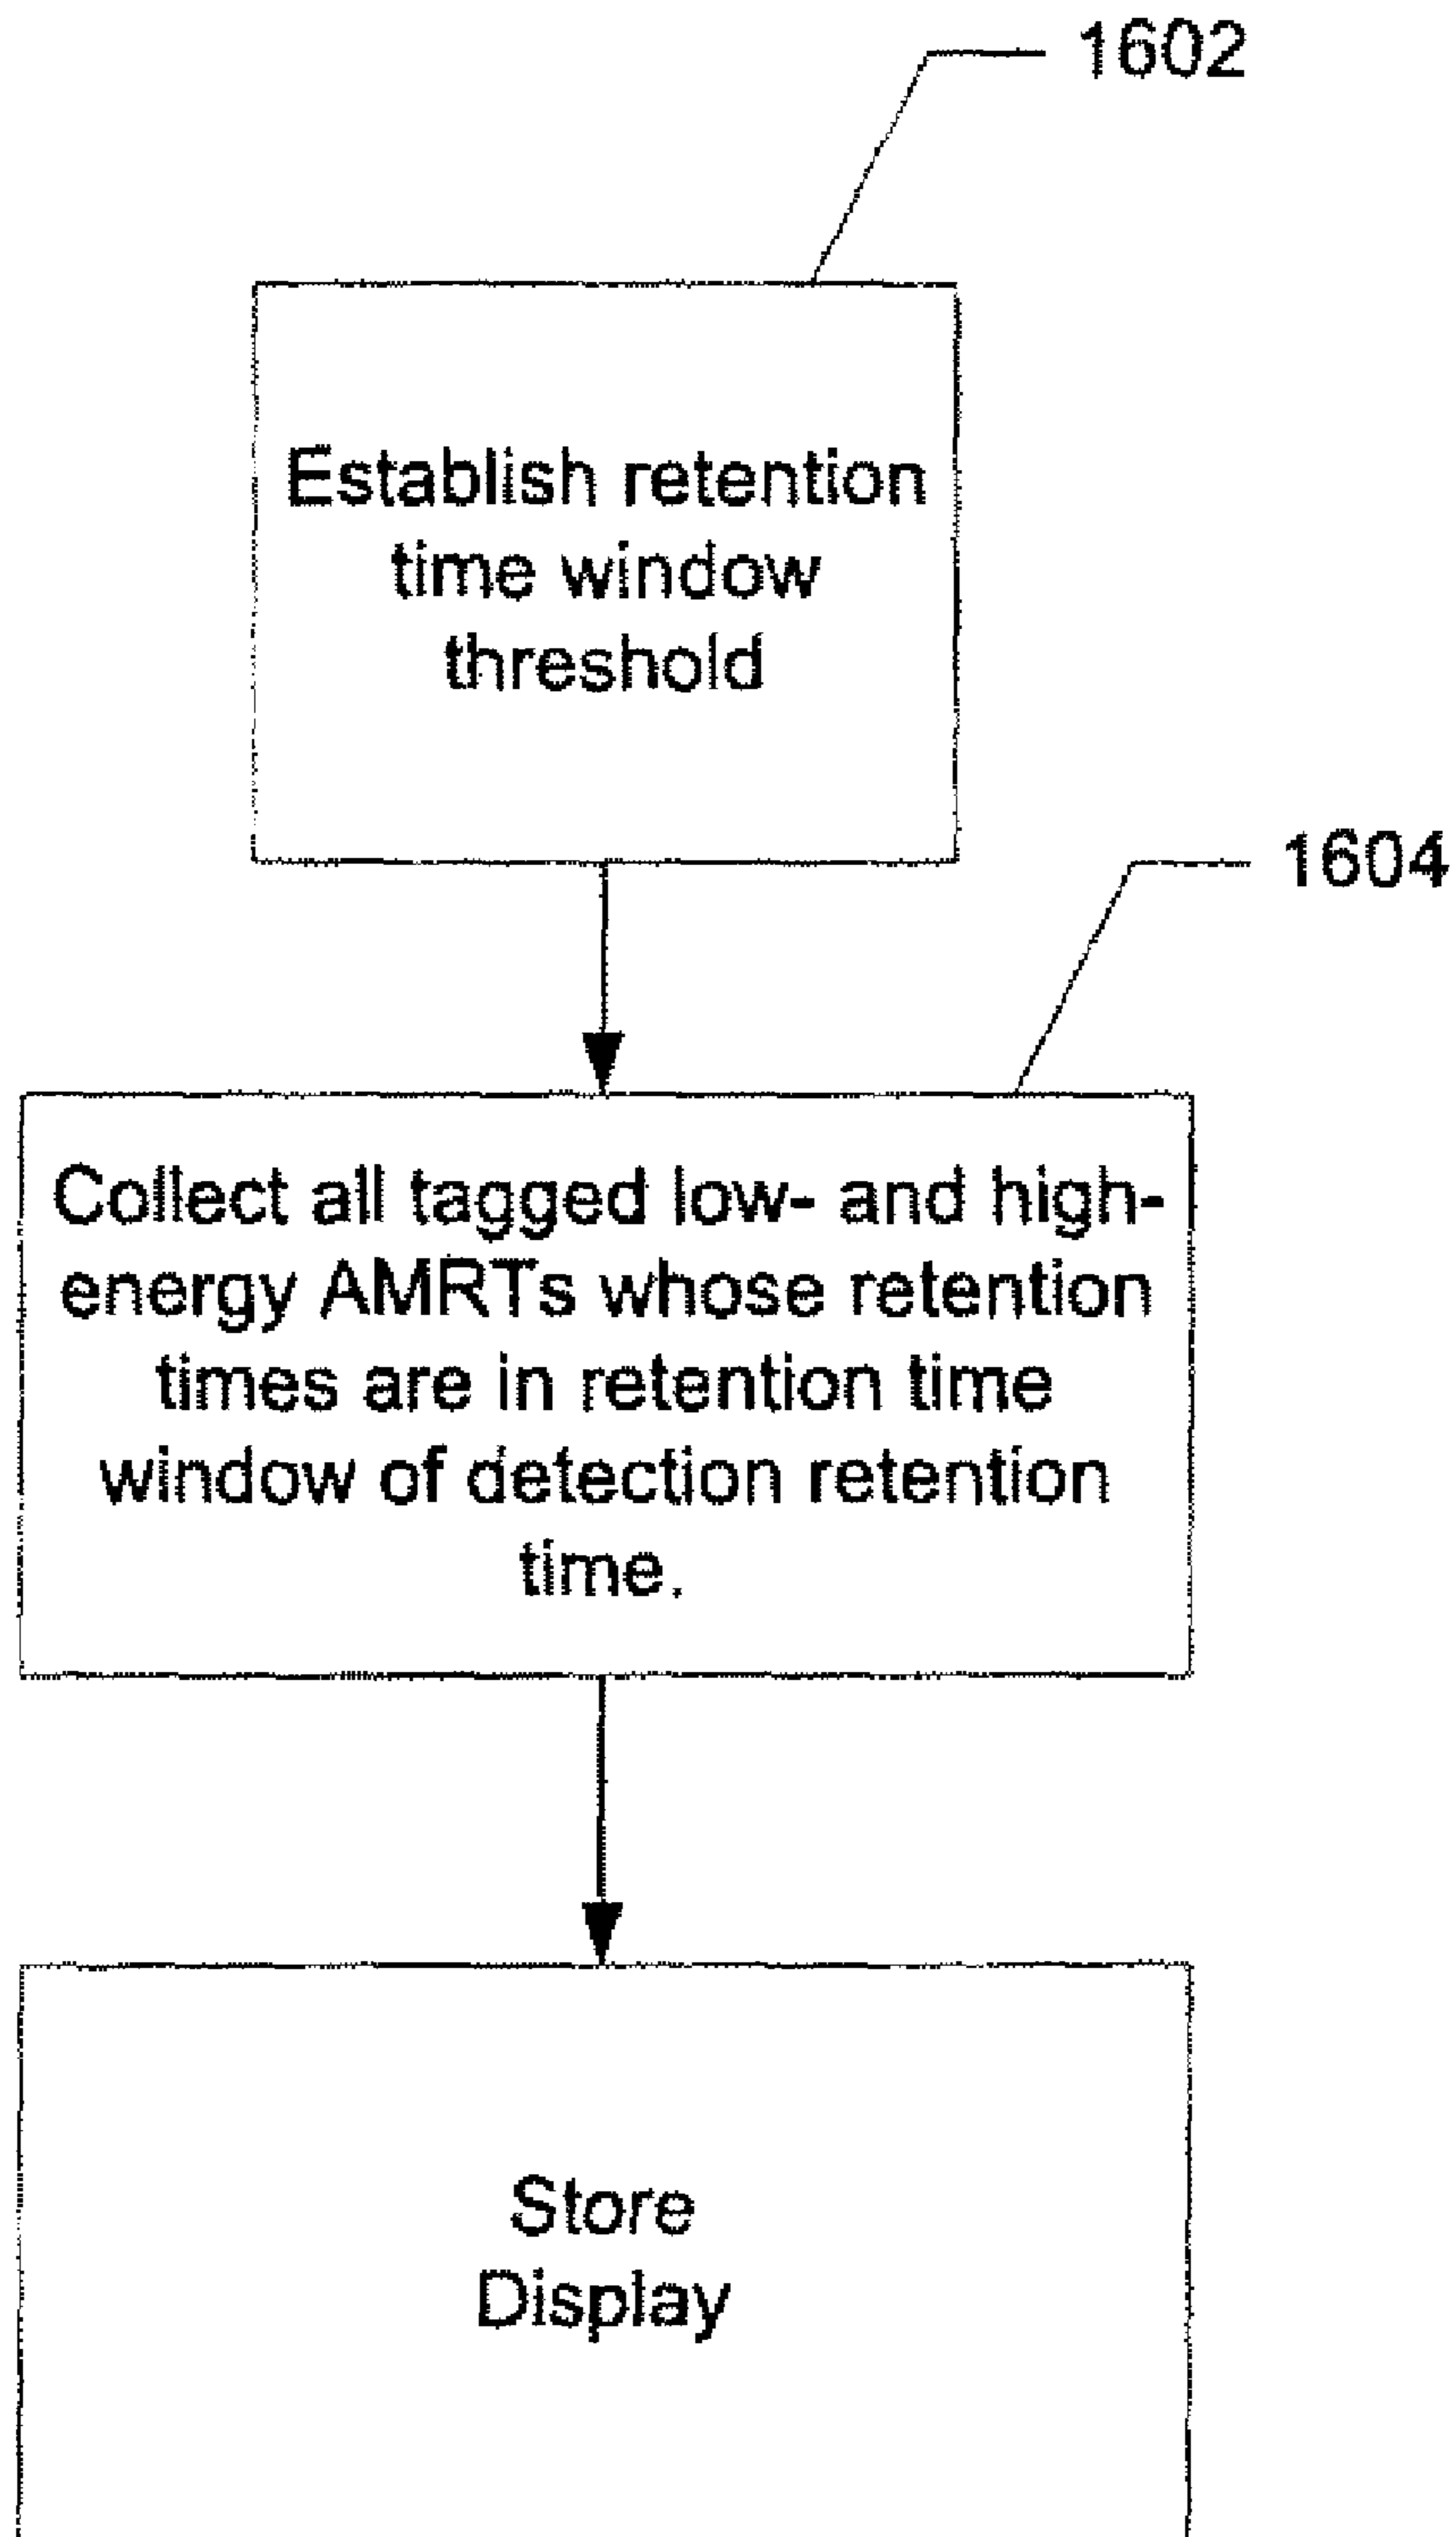 1602
Establish retention
time window
threshold
1604
Collect all tagged low- and high-
energy AMRTs whose retention
times are in retention time
window of detection retention
time.
Store
Display